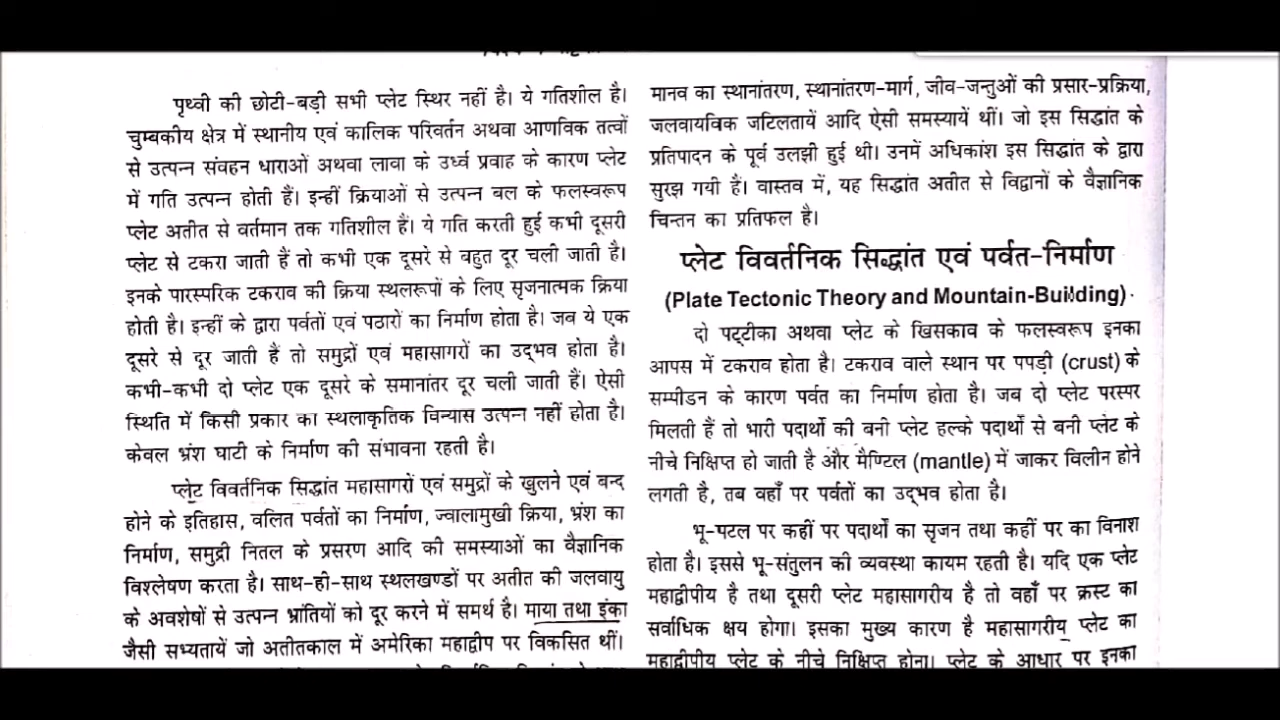 पृथ्वी की छोटी-बड़ी सभी प्लेट स्थिर नहीं है। ये गतिशील है।
चुम्बकीय क्षेत्र में स्थानीय एवं कालिक परिवर्तन अथवा आणविक तत्वों
से उत्पन्न संवहन धाराओं अथवा लावा के उर्ध्व प्रवाह के कारण प्लेट
में गति उत्पन्न होती हैं। इन्हीं क्रियाओं से उत्पन्न बल के फलस्वरूप
प्लेट अतीत से वर्तमान तक गतिशील हैं। ये गति करती हुई कभी दूसरी
प्लेट से टकरा जाती हैं तो कभी एक दूसरे से बहुत दूर चली जाती है।
इनके पारस्परिक टकराव की क्रिया स्थलरूपों के लिए सृजनात्मक क्रिया
होती है। इन्हीं के द्वारा पर्वतों एवं पठारों का निर्माण होता है। जब ये एक
दूसरे से दूर जाती हैं तो समुद्रों एवं महासागरों का उद्भव होता है।
कभी-कभी दो प्लेट एक दूसरे के समानांतर दूर चली जाती हैं। ऐसी
स्थिति में किसी प्रकार का स्थलाकृतिक विन्यास उत्पन्न नहीं होता है।
केवल भ्रंश घाटी के निर्माण की संभावना रहती है।
प्लेट विवर्तनिक सिद्धांत महासागरों एवं समुद्रों के खुलने एवं बन्द
होने के इतिहास, वलित पर्वतों का निर्माण, ज्वालामुखी क्रिया, भ्रंश का
निर्माण, समुद्री नितल के प्रसरण आदि की समस्याओं का वैज्ञानिक
विश्लेषण करता है। साथ-ही-साथ स्थलखण्डों पर अतीत की जलवायु
के अवशेषों से उत्पन्न भ्रांतियों को दूर करने में समर्थ है। माया तथा इंका
जैसी सभ्यतायें जो अतीतकाल में अमेरिका महाद्वीप पर विकसित थीं।
मानव का स्थानांतरण, स्थानांतरण-मार्ग, जीव-जन्तुओं की प्रसार-प्रक्रिया,
जलवायविक जटिलतायें आदि ऐसी समस्यायें थीं। जो इस सिद्धांत के
प्रतिपादन के पूर्व उलझी हुई थी। उनमें अधिकांश इस सिद्धांत के द्वारा
सुरझ गयी हैं। वास्तव में, यह सिद्धांत अतीत से विद्वानों के वैज्ञानिक
चिन्तन का प्रतिफल है।
प्लेट विवर्तनिक सिद्धांत एवं पर्वत-निर्माण
(Plate Tectonic Theory and Mountain-Building)
दो पट्टीका अथवा प्लेट के खिसकाव के फलस्वरूप इनका
आपस में टकराव होता है। टकराव वाले स्थान पर पपड़ी (crust) के
सम्पीडन के कारण पर्वत का निर्माण होता है। जब दो प्लेट परस्पर
मिलती हैं तो भारी पदार्थो की बनी प्लेट हल्के पदार्थों से बनी प्लेट के
नीचे निक्षिप्त हो जाती है और मैण्टिल (mantle) में जाकर विलीन होने
लगती है, तब वहाँ पर पर्वतों का उद्भव होता है।
भू-पटल पर कहीं पर पदार्थों का सृजन तथा कहीं पर का विनाश
होता है। इससे भू-संतुलन की व्यवस्था कायम रहती है। यदि एक प्लेट
महाद्वीपीय है तथा दूसरी प्लेट महासागरीय है तो वहाँ पर क्रस्ट का
सर्वाधिक क्षय होगा। इसका मुख्य कारण है महासागरीय प्लेट का
महाद्वीपीय प्लेट के नीचे निक्षिप्त होना। प्लेट के आधार पर इनका